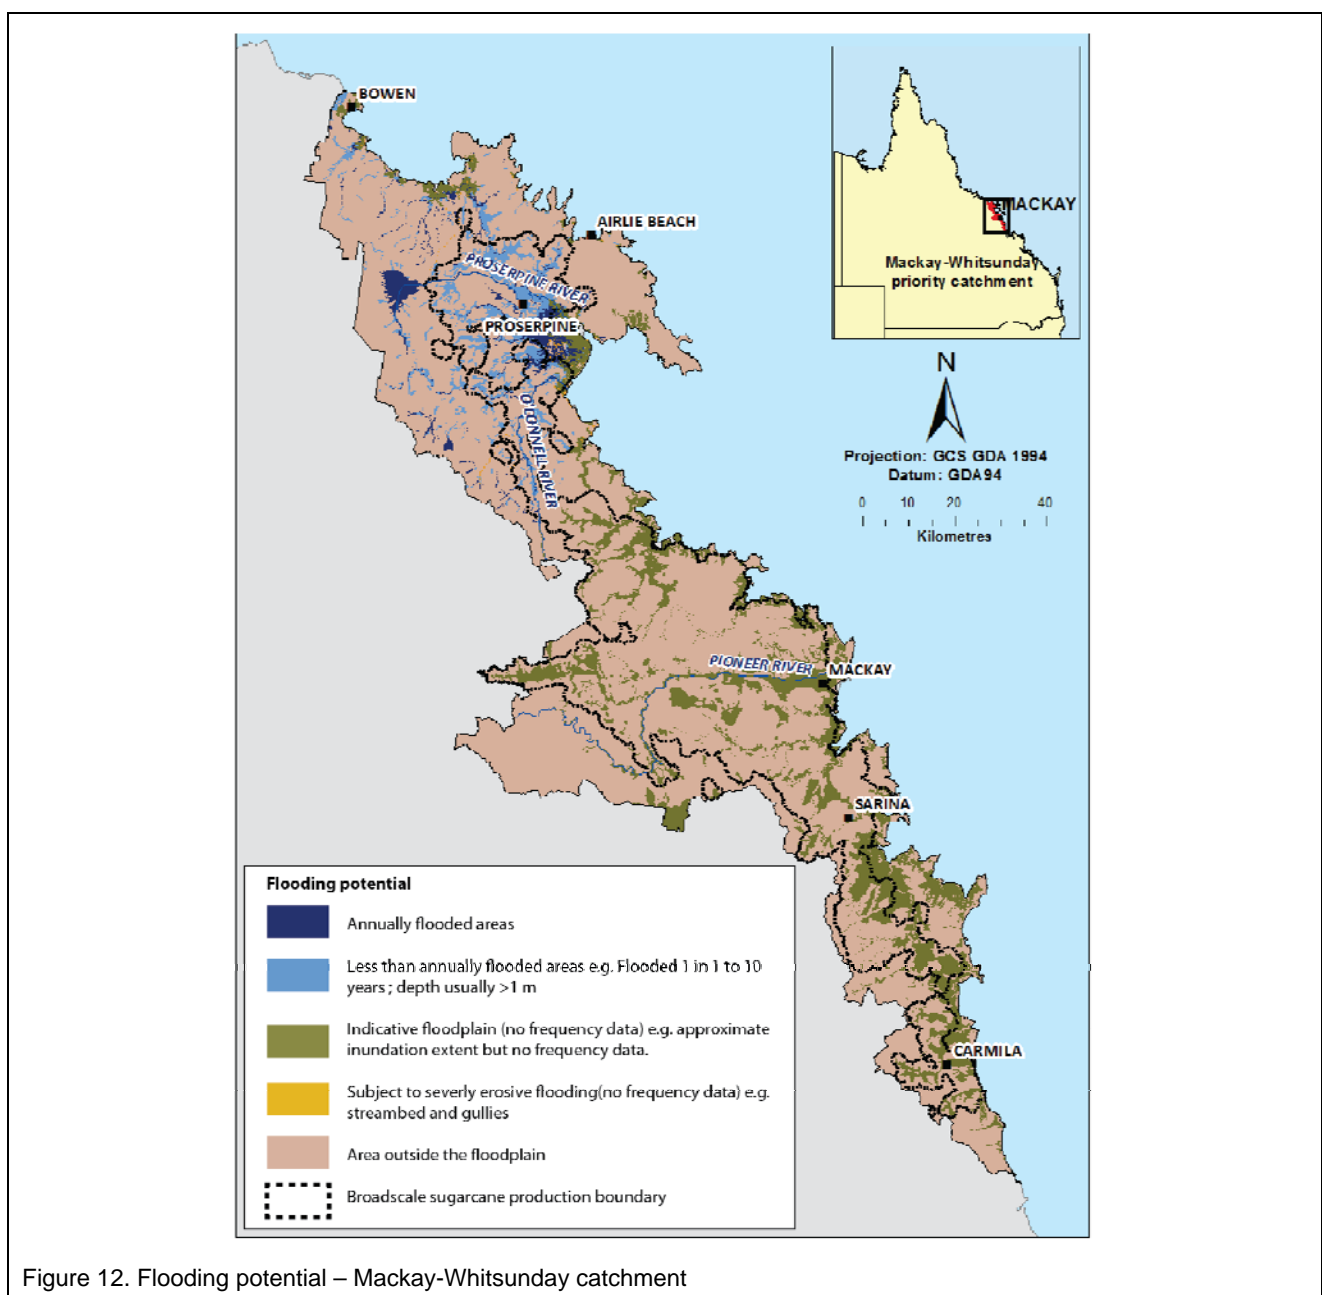 BOWEN
AIRLIE BEACH
PROSERPINE RIVER
PROSERPINE
O'CONNELL RIVER
PIONEER RIVER
MACKAY
SARINA
CARMILA
MACKAY
Mackay-Whitsunday
priority catchment
N
Projection: GCS GDA 1994
Datum: GDA94
0 10 20 40
Kilometres
Flooding potential
Annually flooded areas
Less than annually flooded areas e.g. Flooded 1 in 1 to 10
years ; depth usually >1 m
Indicative floodplain (no frequency data) e.g. approximate
inundation extent but no frequency data.
Subject to severly erosive flooding(no frequency data) e.g.
streambed and gullies
Area outside the floodplain
Broadscale sugarcane production boundary
Figure 12. Flooding potential – Mackay-Whitsunday catchment